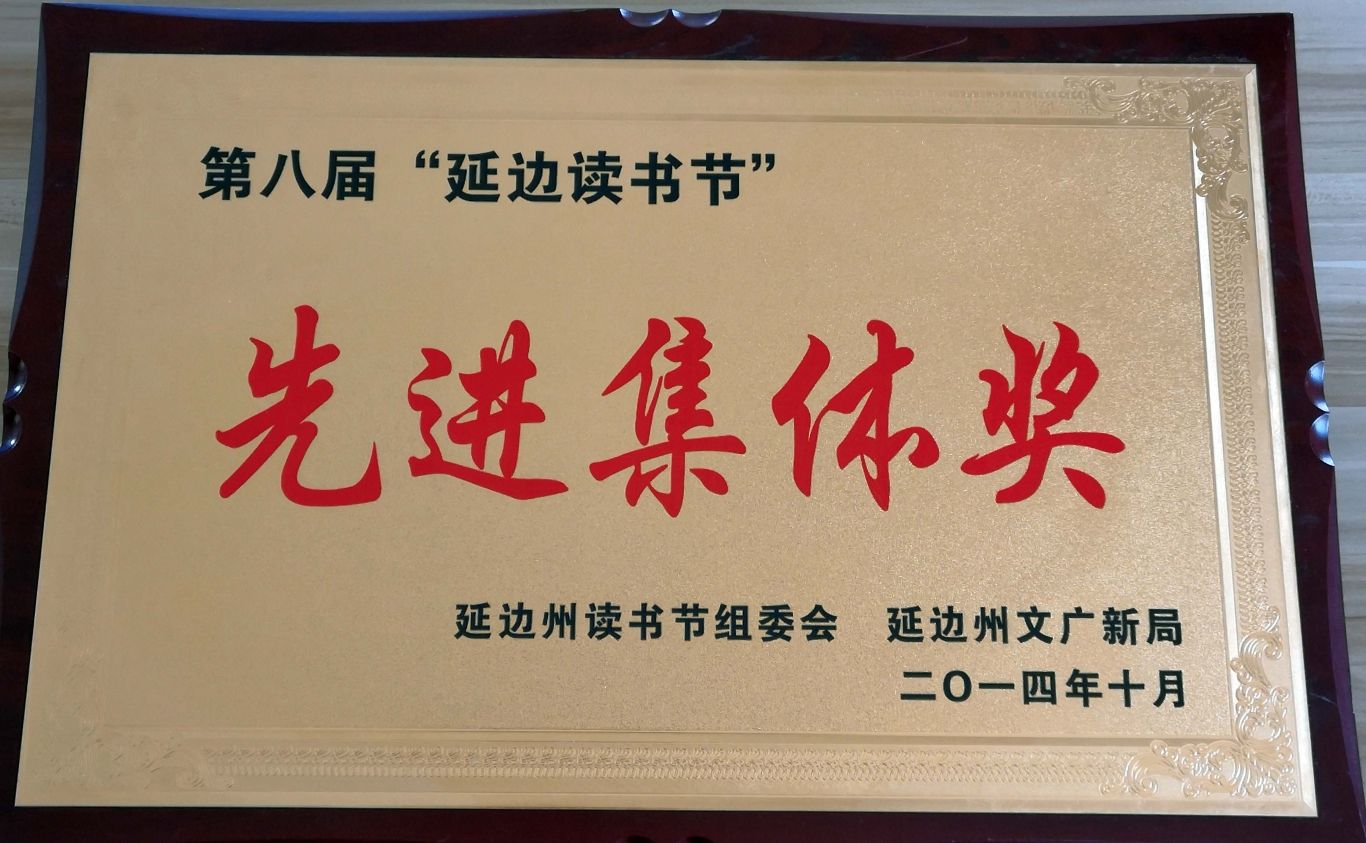 第八届“延边读书节”
先进集体奖
延边州读书节组委会 延边州文广新局
二〇一四年十月